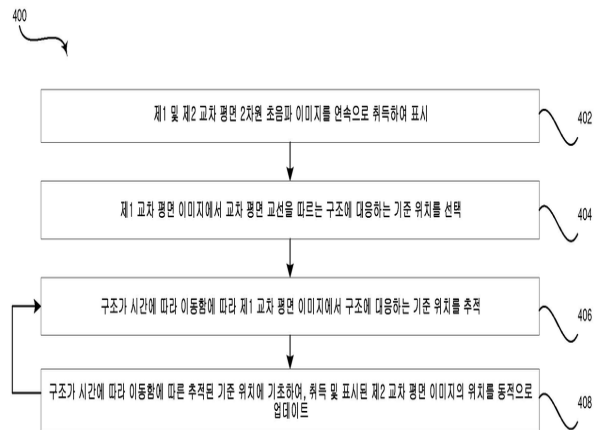 400
제1 및 제2 교차 평면 2차원 초음파 이미지를 연속으로 취득하여 표시
402
제1 교차 평면 이미지에서 교차 평면 교선을 따르는 구조에 대응하는 기준 위치를 선택
404
구조가 시간에 따라 이동함에 따라 제1 교차 평면 이미지에서 구조에 대응하는 기준 위치를 추적
406
구조가 시간에 따라 이동함에 따른 추적된 기준 위치에 기초하여, 취득 및 표시된 제2 교차 평면 이미지의 위치를 동적으로
업데이트
408